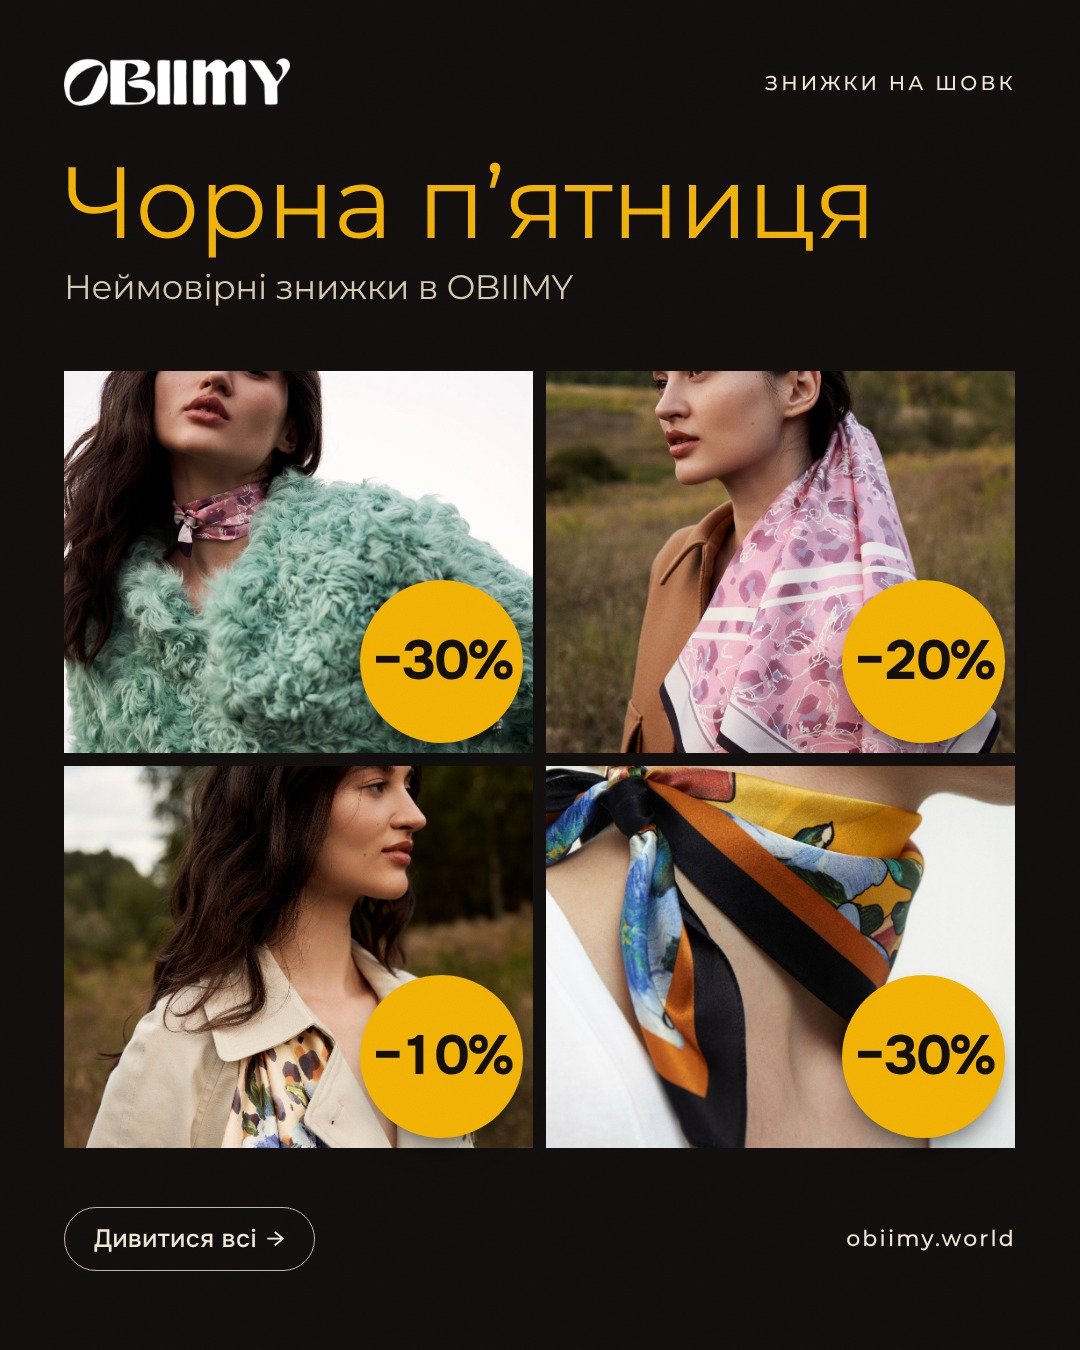 OBIIMY
ЗНИЖКИ НА ШОВК
Чорна п’ятниця
Неймовірні знижки в OBIIMY
-30%
-20%
-10%
-30%
Дивитися всі →
obiimy.world